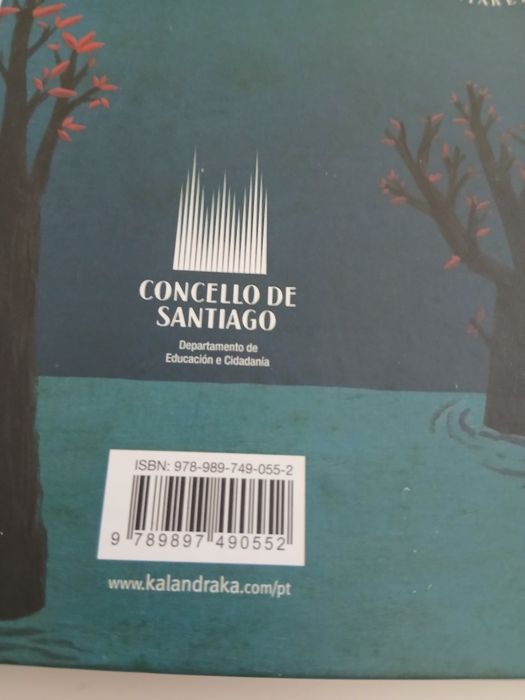 CONCELLO DE
SANTIAGO
Departamento de
Educación e Cidadanía
ISBN: 978-989-749-055-2
9 789897 490552
www.kalandraka.com/pt